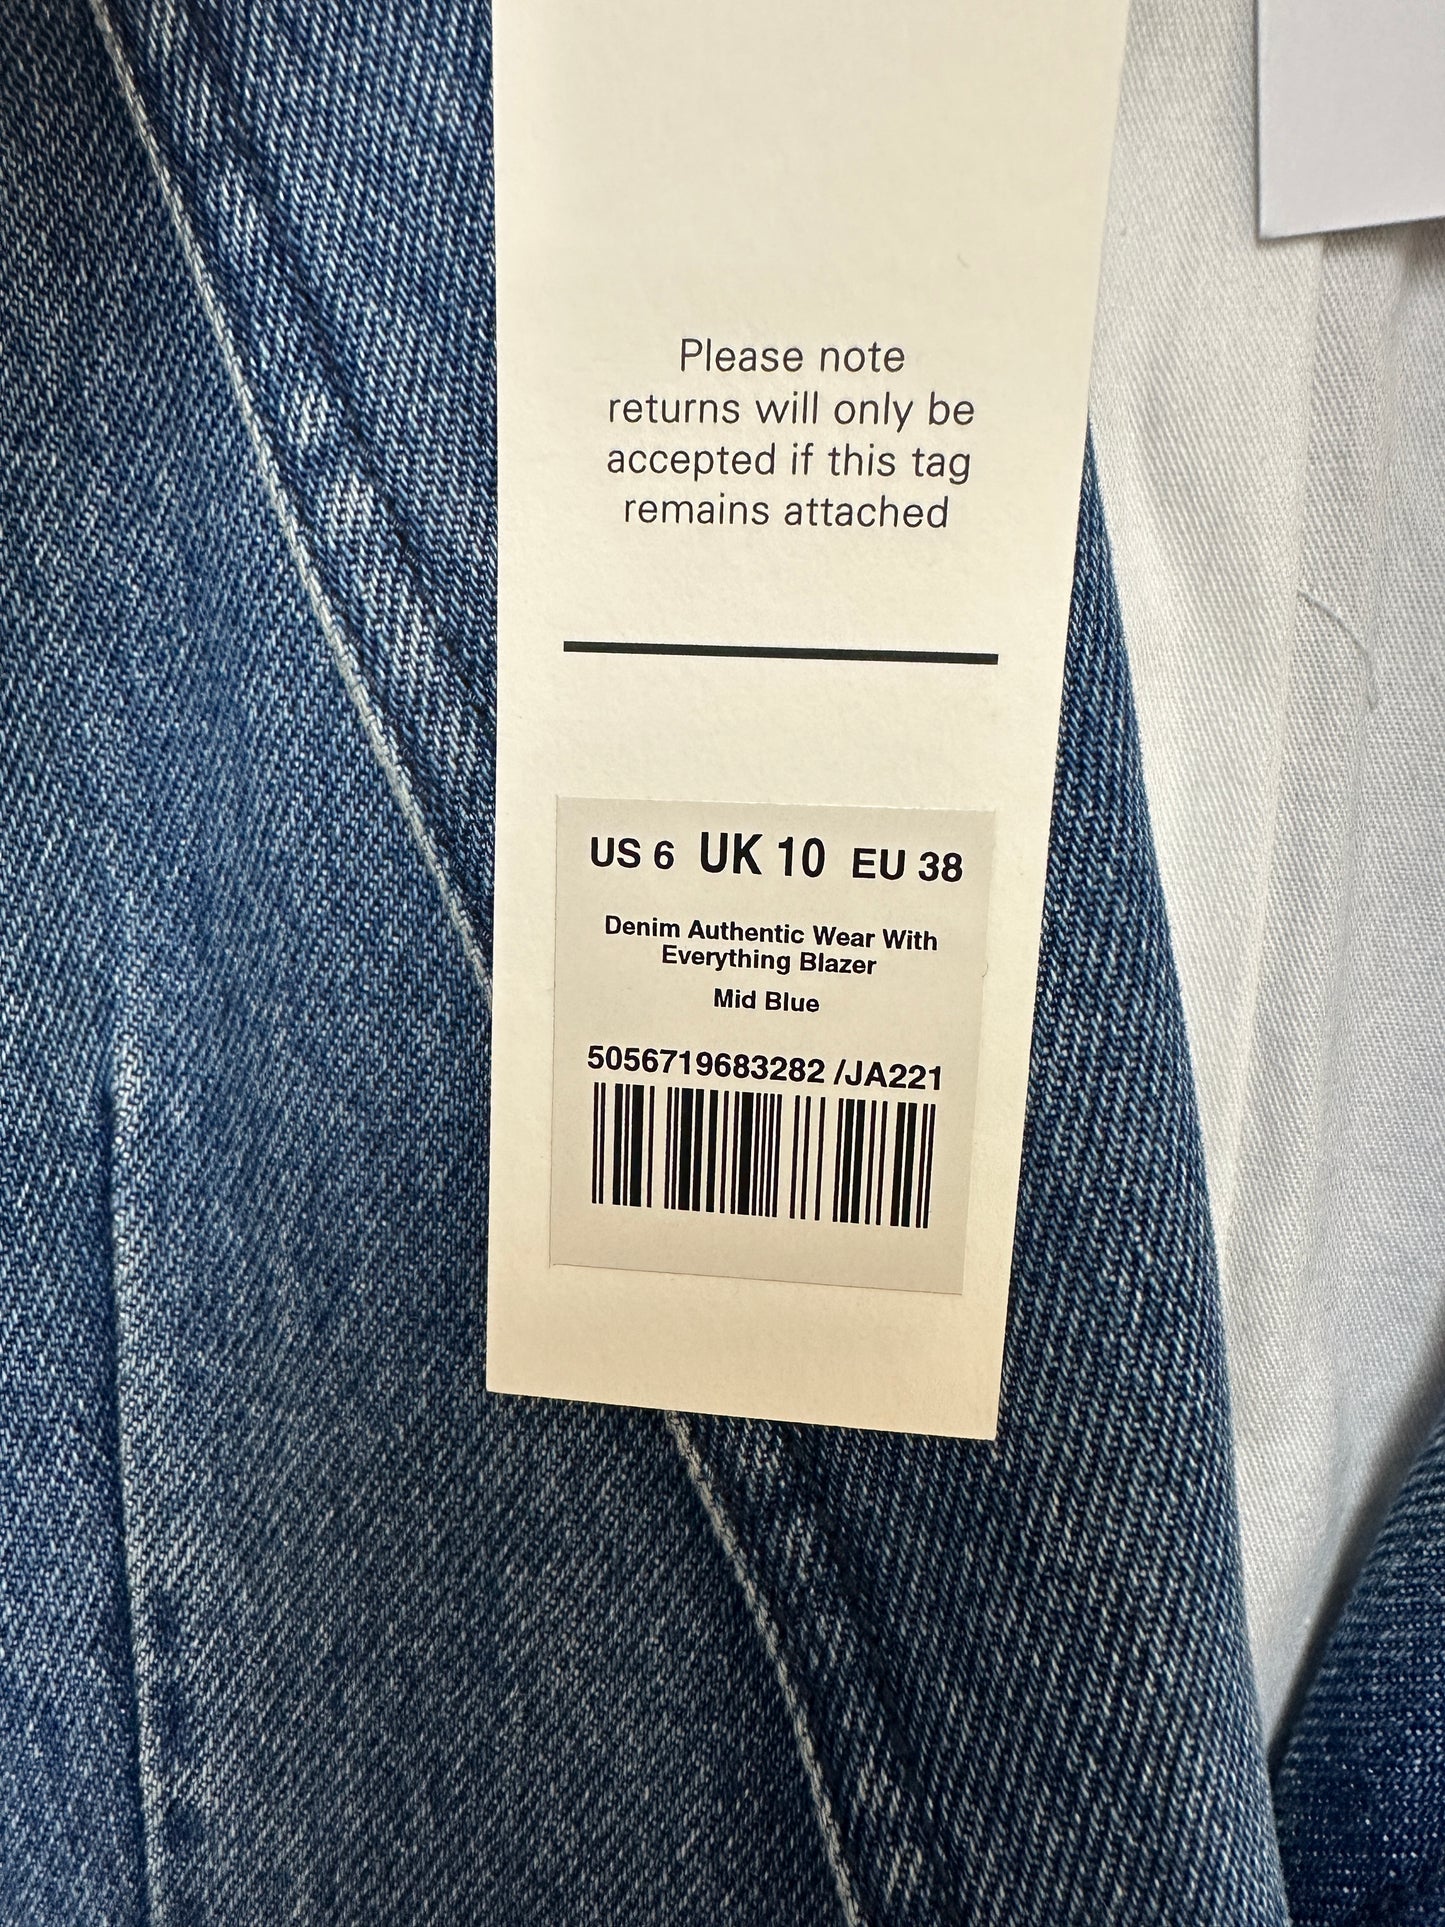 Please note
returns will only be
accepted if this tag
remains attached
US 6 UK 10 EU 38
Denim Authentic Wear With
Everything Blazer
Mid Blue
5056719683282 /JA221